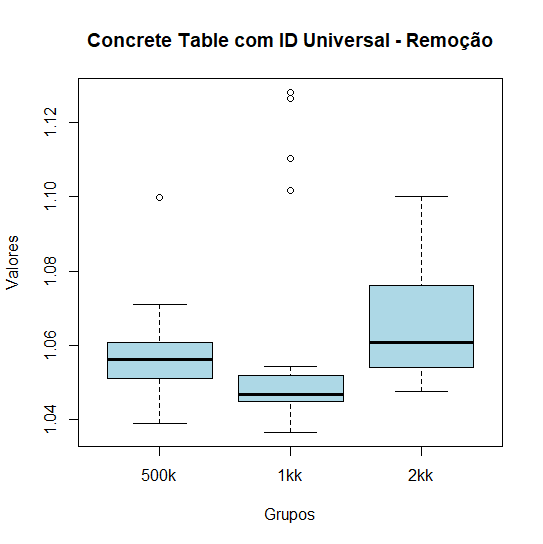 Concrete Table com ID Universal - Remoção
Valores
1.12
1.10
1.08
1.06
1.04
500k
1kk
2kk
Grupos